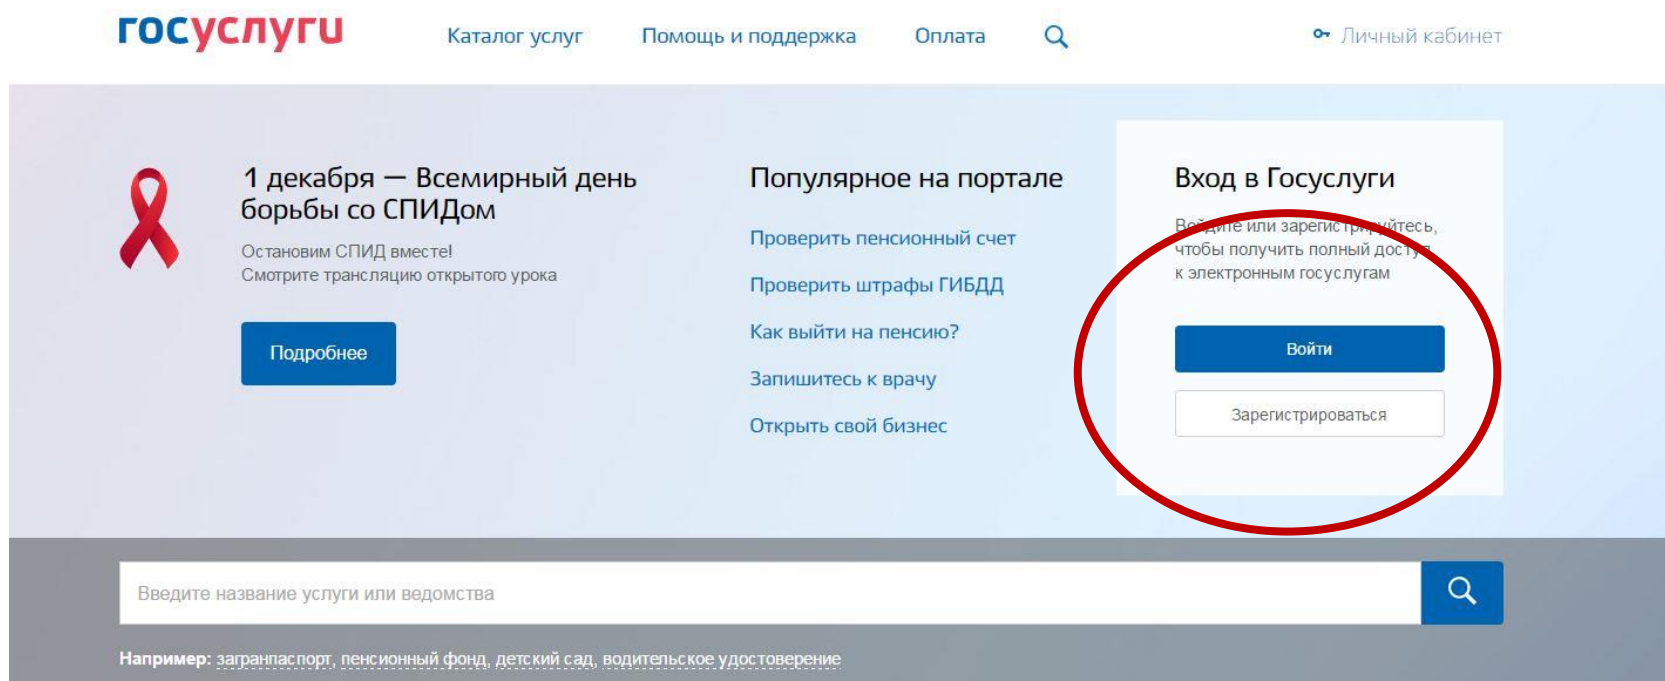 госуслуги
Каталог услуг
Помощь и поддержка
Оплата
Личный кабинет
1 декабря — Всемирный день
борьбы со СПИДом
Остановим СПИД вместе!
Смотрите трансляцию открытого урока
Подробнее
Популярное на портале
Проверить пенсионный счет
Проверить штрафы ГИБДД
Как выйти на пенсию?
Запишитесь к врачу
Открыть свой бизнес
Вход в Госуслуги
Войдите или зарегистрируйтесь,
чтобы получить полный доступ
к электронным госуслугам
Войти
Зарегистрироваться
Введите название услуги или ведомства
Например: загранпаспорт, пенсионный фонд, детский сад, водительское удостоверение